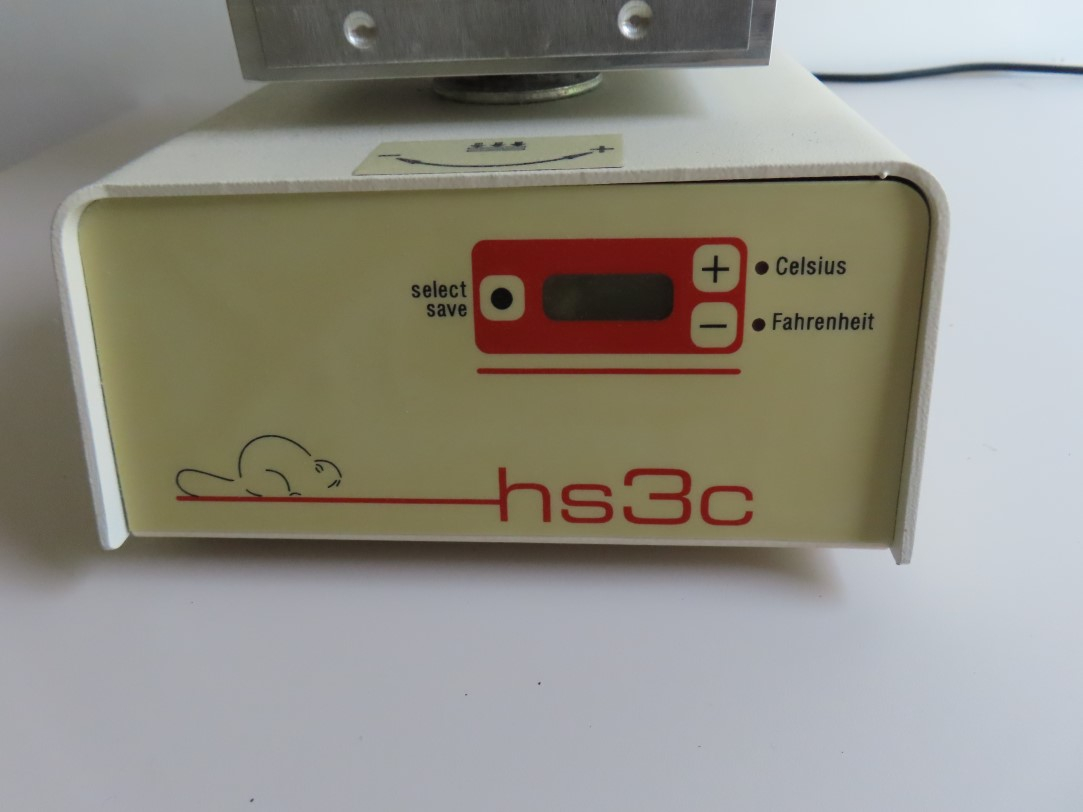 - +
+
Celsius
select
save
−
Fahrenheit
hs3c